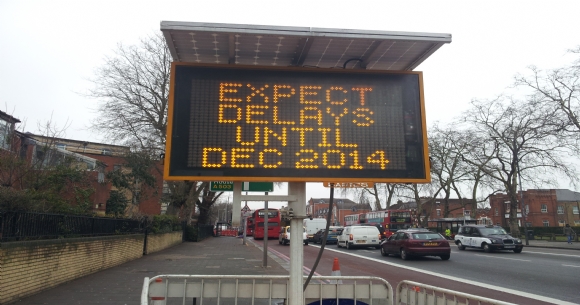 EXPECT
DELAYS
UNTIL
DEC 2014